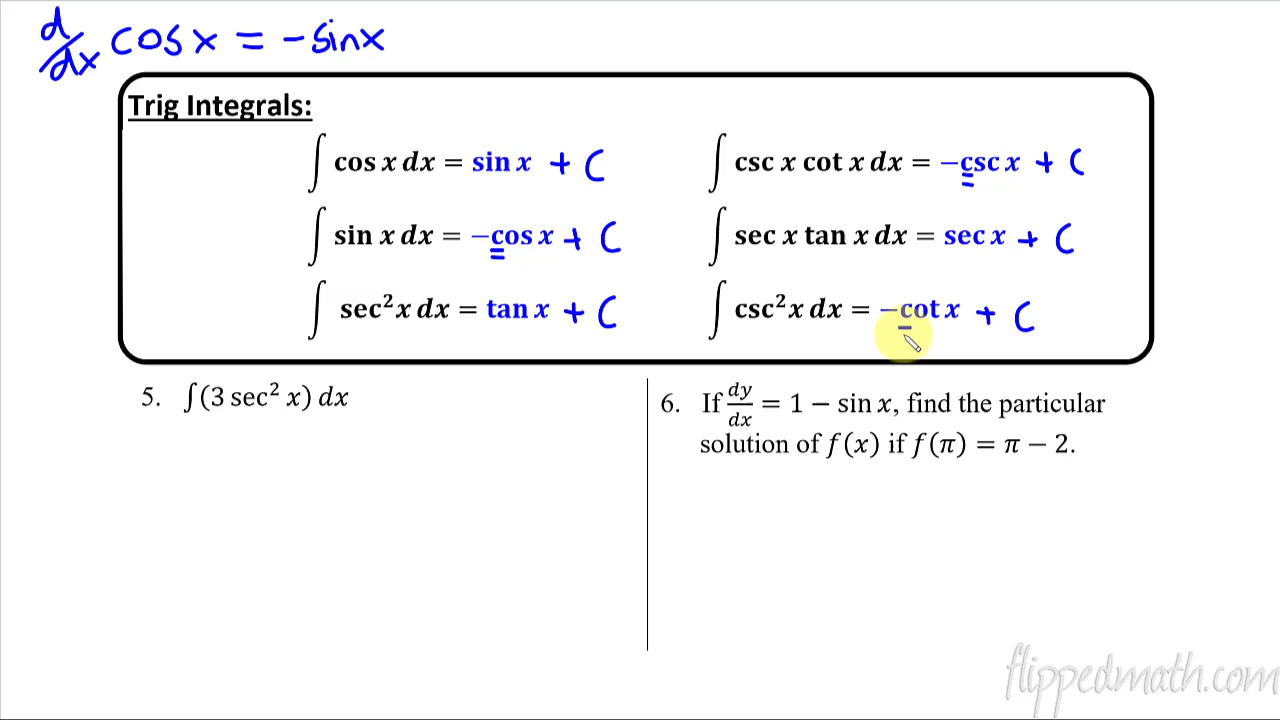 d/dx cos x = -sin x
Trig Integrals:
∫ cos x dx = sin x + C
∫ csc x cot x dx = −csc x + C
∫ sin x dx = −cos x + C
∫ sec x tan x dx = sec x + C
∫ sec² x dx = tan x + C
∫ csc² x dx = −cot x + C
5. ∫(3 sec² x) dx
6. If dy/dx = 1 − sin x, find the particular
solution of f(x) if f(π) = π − 2.
flippedmath.com